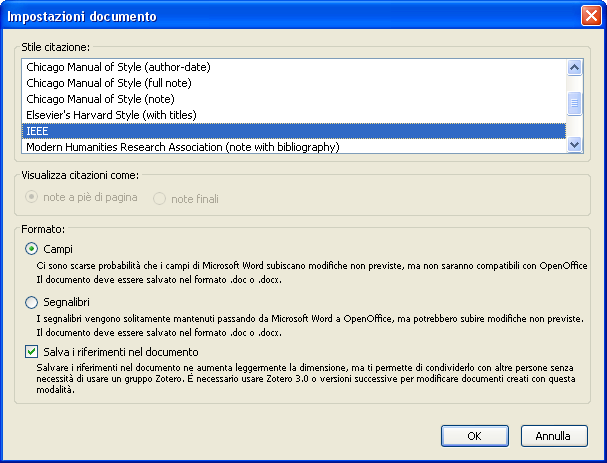 Impostazioni documento
Stile citazione:
Chicago Manual of Style (author-date)
Chicago Manual of Style (full note)
Chicago Manual of Style (note)
Elsevier's Harvard Style (with titles)
IEEE
Modern Humanities Research Association (note with bibliography)
Visualizza citazioni come:
note a piè di pagina note finali
Formato:
Campi
Ci sono scarse probabilità che i campi di Microsoft Word subiscano modifiche non previste, ma non saranno compatibili con OpenOffice
Il documento deve essere salvato nel formato .doc o .docx.
Segnalibri
I segnalibri vengono solitamente mantenuti passando da Microsoft Word a OpenOffice, ma potrebbero subire modifiche non previste.
Il documento deve essere salvato nel formato .doc o .docx.
Salva i riferimenti nel documento
Salvare i riferimenti nel documento ne aumenta leggermente la dimensione, ma ti permette di condividerlo con altre persone senza
necessità di usare un gruppo Zotero. É necessario usare Zotero 3.0 o versioni successive per modificare documenti creati con questa
modalità.
OK Annulla